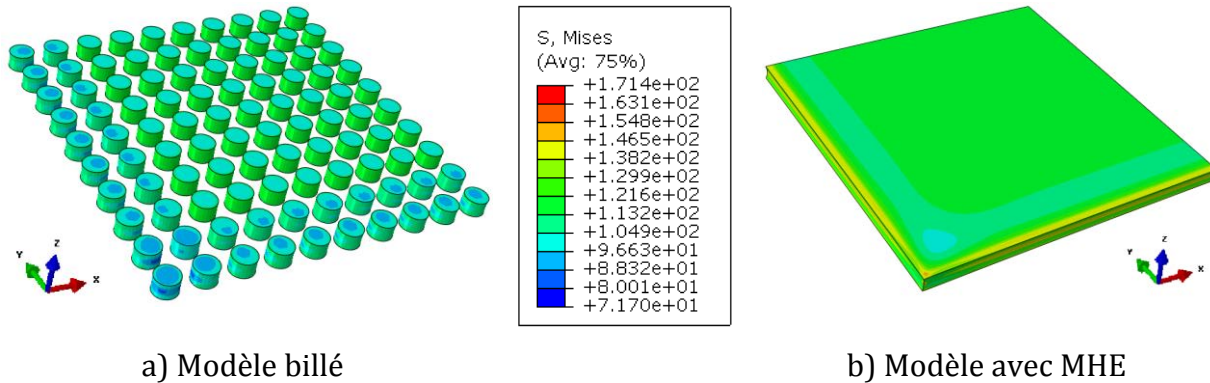 S, Mises
(Avg: 75%)
+1.714e+02
+1.631e+02
+1.548e+02
+1.465e+02
+1.382e+02
+1.299e+02
+1.216e+02
+1.132e+02
+1.049e+02
+9.663e+01
+8.832e+01
+8.001e+01
+7.170e+01
Y Z X
Y Z X
a) Modèle billé
b) Modèle avec MHE